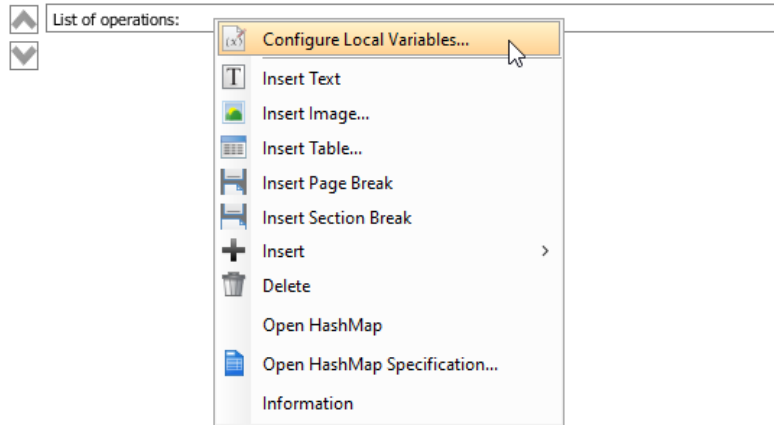 List of operations:
Configure Local Variables...
Insert Text
Insert Image...
Insert Table...
Insert Page Break
Insert Section Break
Insert
Delete
Open HashMap
Open HashMap Specification...
Information